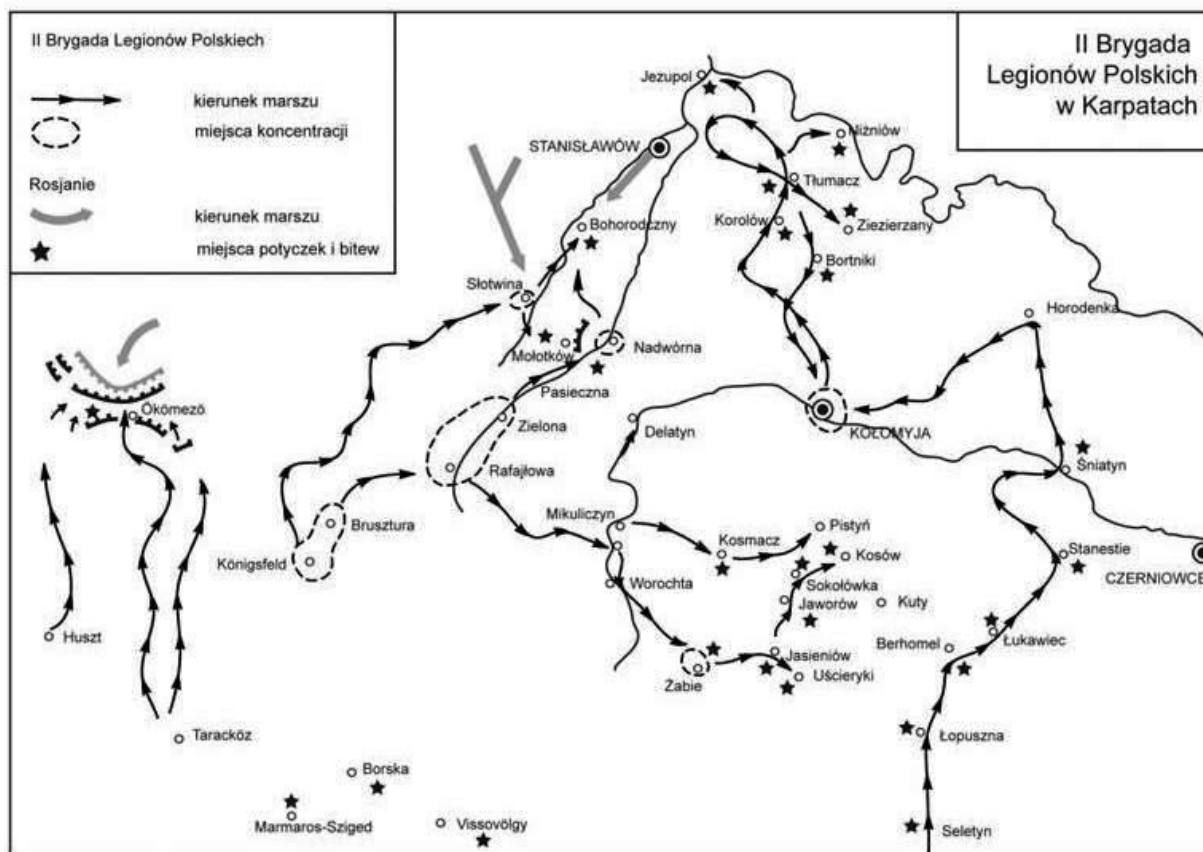 II Brygada Legionów Polskiech
kierunek marszu
miejsca koncentracji
Rosjanie
kierunek marszu
miejsca potyczek i bitew
II Brygada
Legionów Polskich
w Karpatach
Jezupol
STANISŁAWÓW
Niżniów
Tłumacz
Bohorodczny
Korolów
Ziezierzany
Bortniki
Słotwina
Horodenka
Mołotków
Nadwórna
Pasieczna
Ökömezö
Zielona
Delatyn
KOŁOMYJA
Rafajłowa
Śniatyn
Brusztura
Mikuliczyn
Pistyń
Kosmacz
Kosów
Stanestie
Königsfeld
CZERNIOWCE
Worochta
Sokołówka
Jaworów
Kuty
Huszt
Berhomel
Łukawiec
Jasieniów
Uścieryki
Żabie
Taracköz
Łopuszna
Borska
Marmaros-Sziged
Vissovölgy
Seletyn